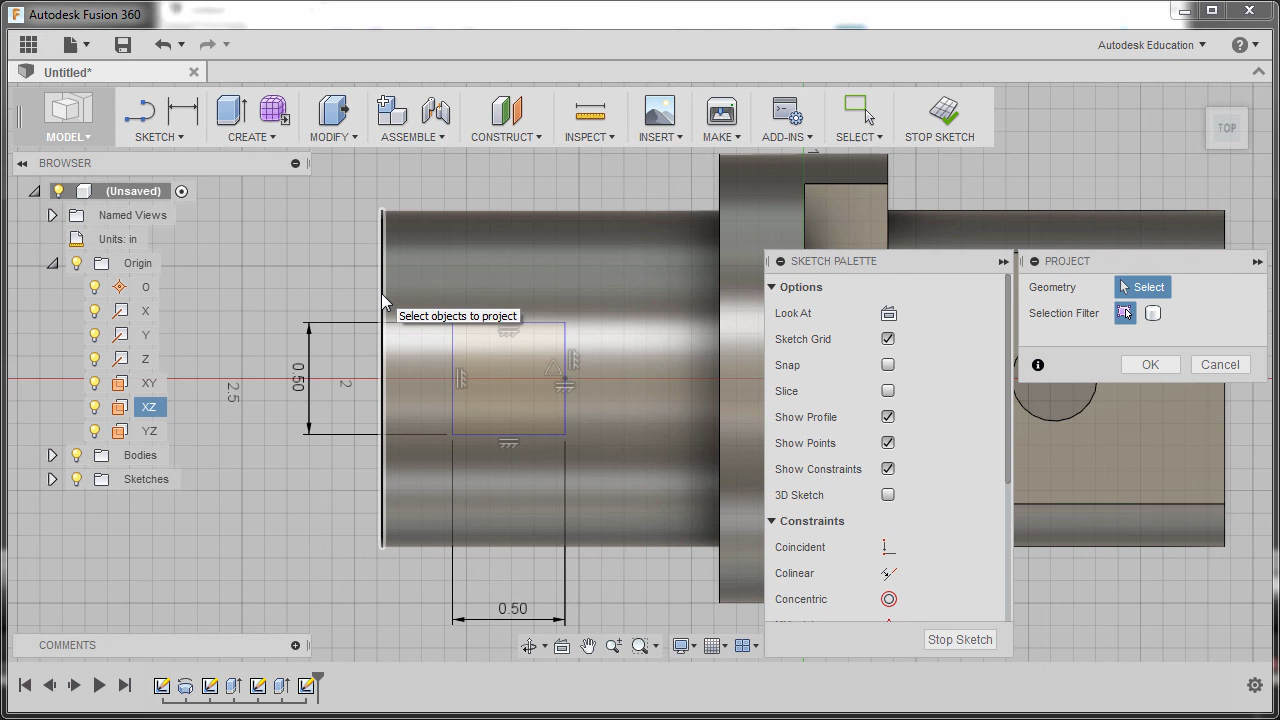 Autodesk Fusion 360
Autodesk Education
Untitled*
MODEL
SKETCH
CREATE
MODIFY
ASSEMBLE
CONSTRUCT
INSPECT
INSERT
MAKE
ADD-INS
SELECT
STOP SKETCH
TOP
BROWSER
(Unsaved)
Named Views
Units: in
Origin
O
X
Y
Z
XY
XZ
YZ
Bodies
Sketches
2.5
0.50
2
Select objects to project
0.50
SKETCH PALETTE
Options
Look At
Sketch Grid
Snap
Slice
Show Profile
Show Points
Show Constraints
3D Sketch
Constraints
Coincident
Colinear
Concentric
Stop Sketch
PROJECT
Geometry
Select
Selection Filter
OK
Cancel
COMMENTS